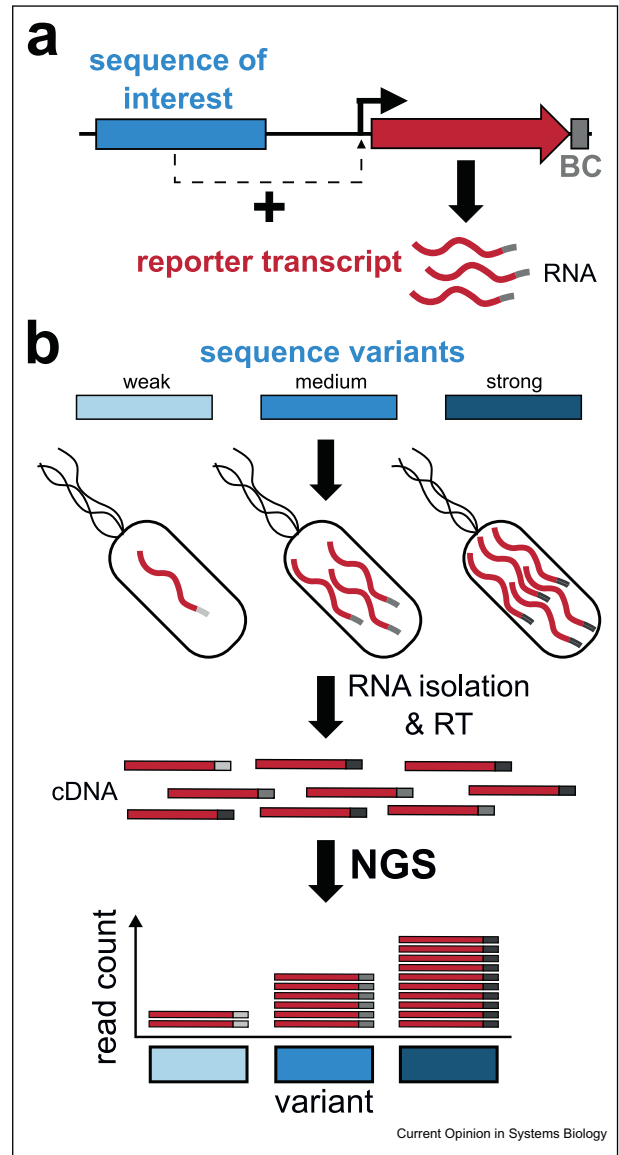 a
sequence of
interest
BC
+
reporter transcript
RNA
b
sequence variants
weak
medium
strong
RNA isolation
& RT
cDNA
NGS
read count
variant
Current Opinion in Systems Biology